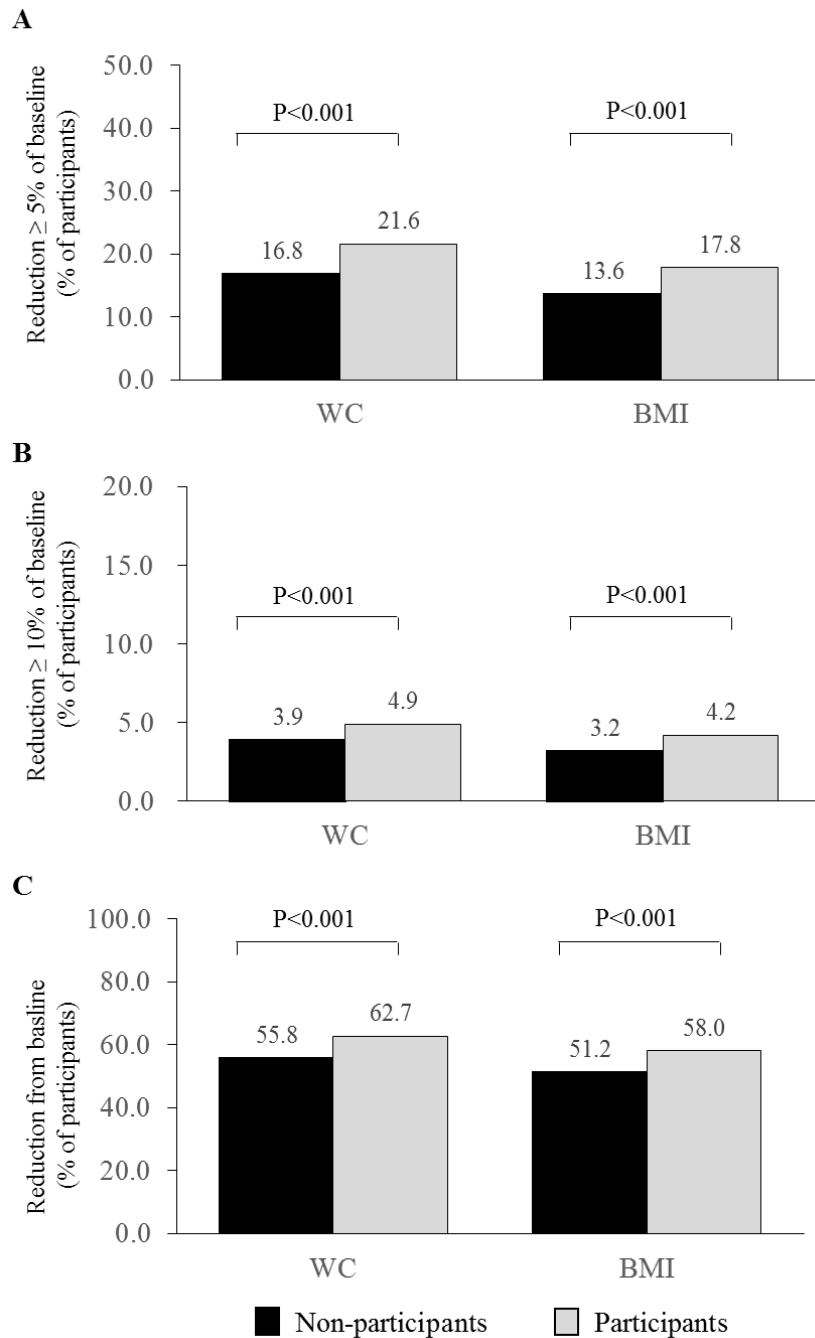 A
Reduction ≥ 5% of baseline
(% of participants)
50.0
40.0
30.0
20.0
10.0
0.0
P<0.001
P<0.001
16.8
21.6
13.6
17.8
WC
BMI
B
Reduction ≥ 10% of baseline
(% of participants)
20.0
15.0
10.0
5.0
0.0
P<0.001
P<0.001
3.9
4.9
3.2
4.2
WC
BMI
C
Reduction from basline
(% of participants)
100.0
80.0
60.0
40.0
20.0
0.0
P<0.001
P<0.001
55.8
62.7
51.2
58.0
WC
BMI
Non-participants
Participants